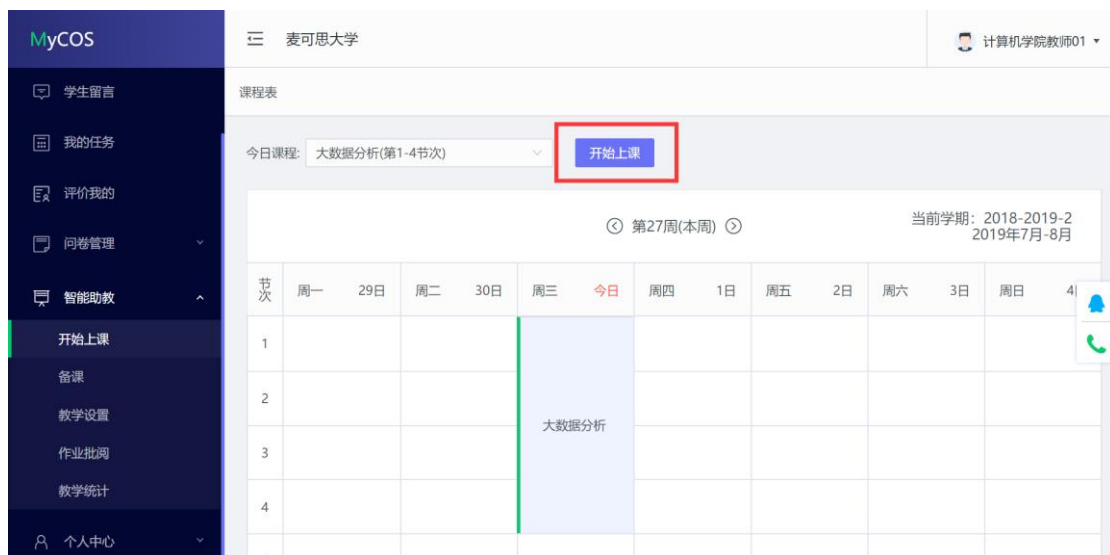 MyCOS
麦可思大学
计算机学院教师01
学生留言
我的任务
评价我的
问卷管理
智能助教
开始上课
备课
教学设置
作业批阅
教学统计
个人中心
课程表
今日课程: 大数据分析(第1-4节次) 开始上课
第27周(本周)
当前学期: 2018-2019-2
2019年7月-8月
节次 周一 29日 周二 30日 周三 今日 周四 1日 周五 2日 周六 3日 周日 4
1
2
大数据分析
3
4